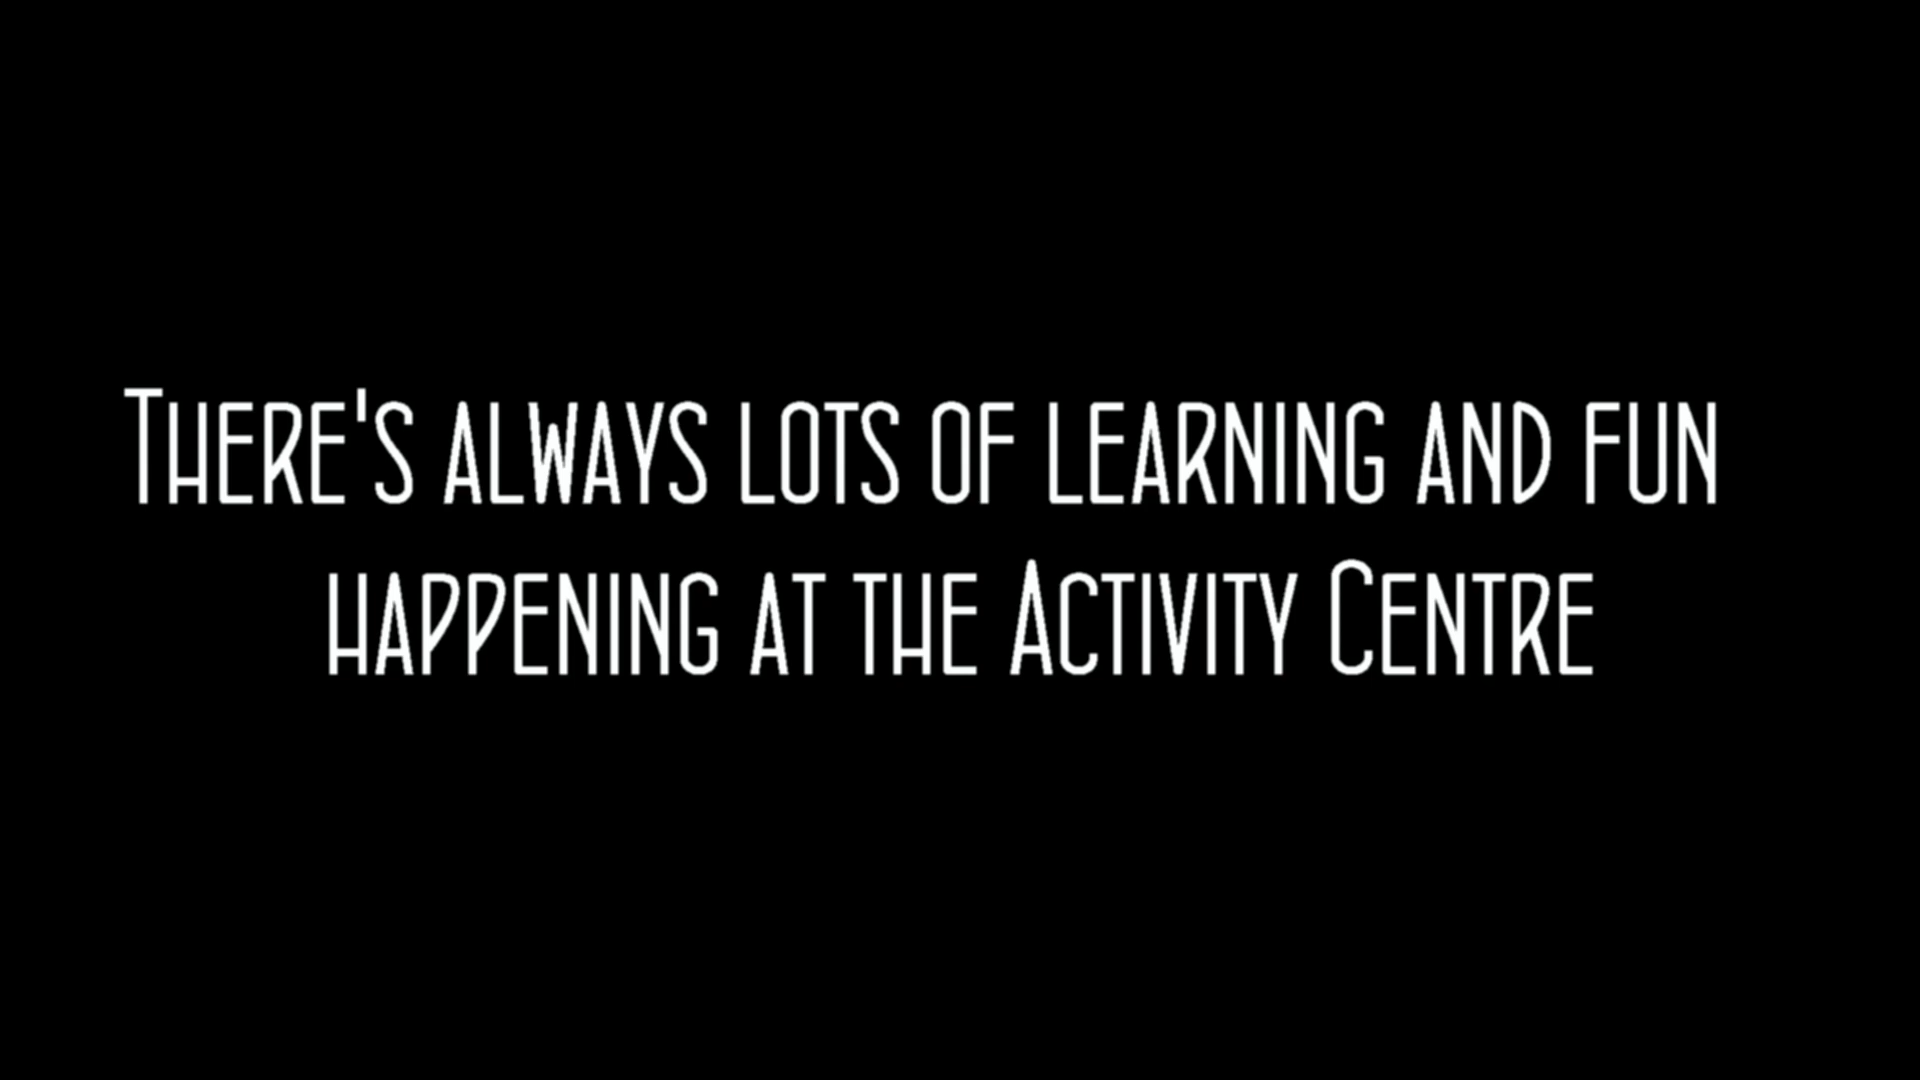 There's always lots of learning and fun
happening at the Activity Centre